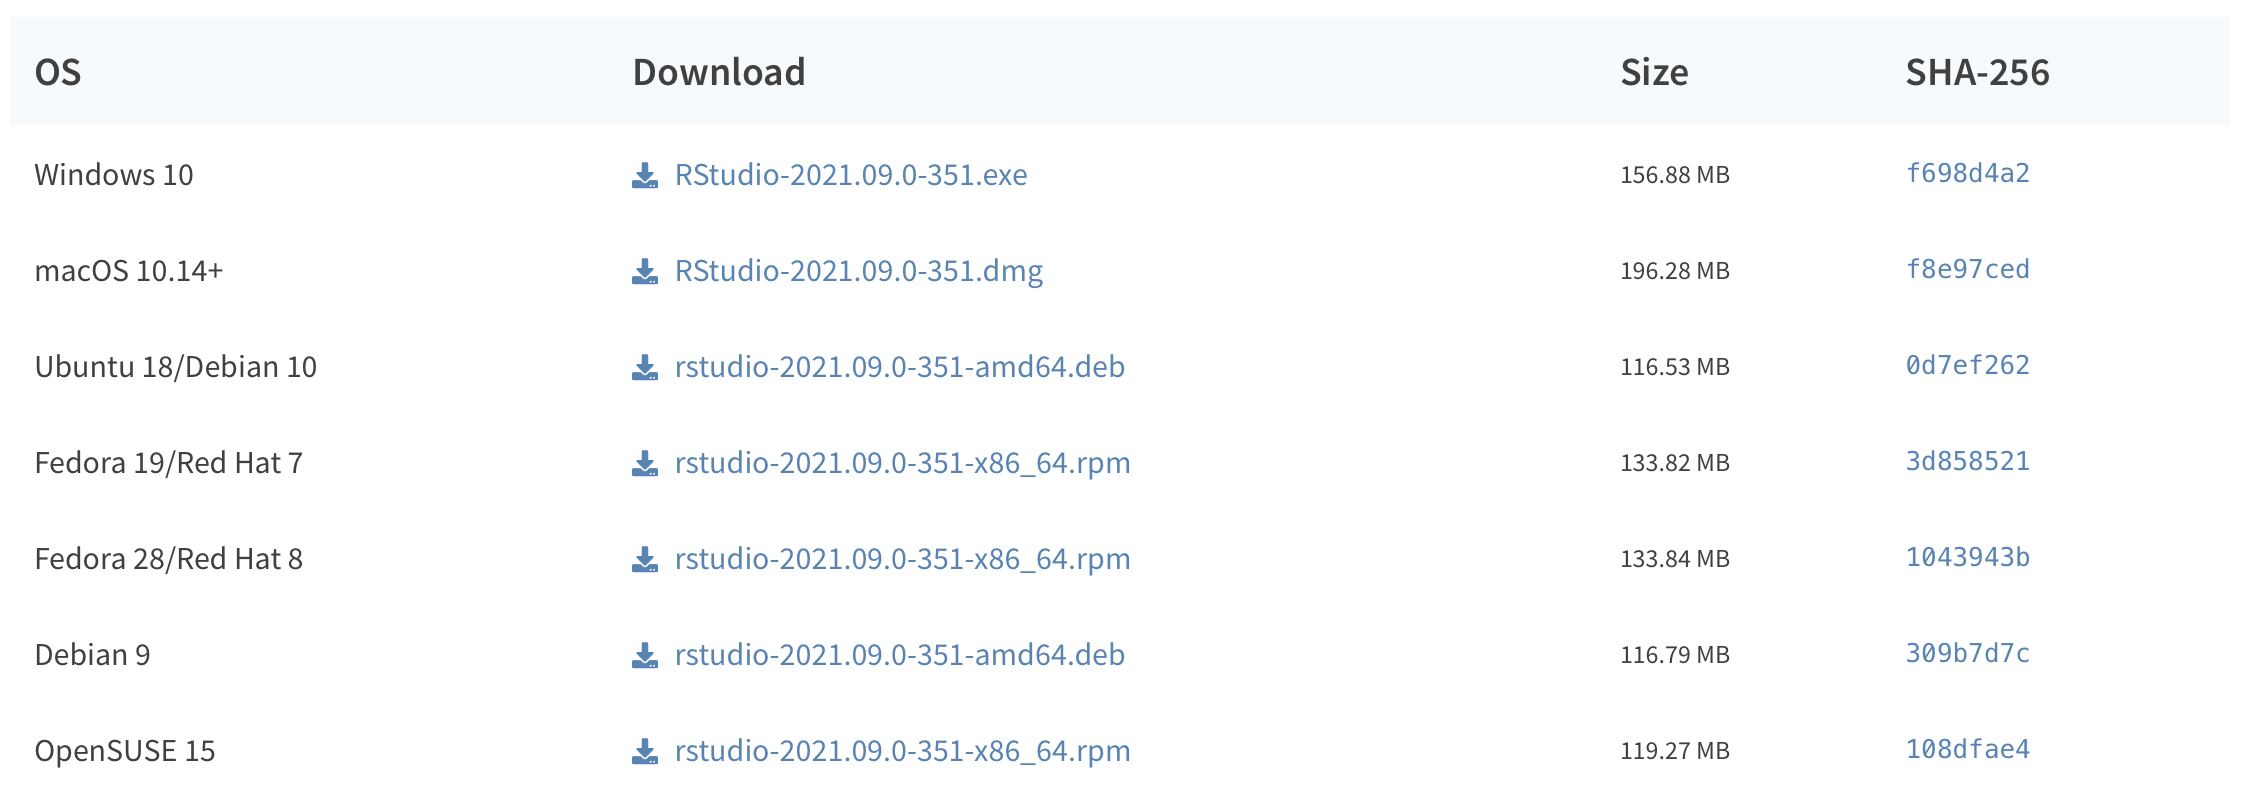 OS Download Size SHA-256
Windows 10 RStudio-2021.09.0-351.exe 156.88 MB f698d4a2
macOS 10.14+ RStudio-2021.09.0-351.dmg 196.28 MB f8e97ced
Ubuntu 18/Debian 10 rstudio-2021.09.0-351-amd64.deb 116.53 MB 0d7ef262
Fedora 19/Red Hat 7 rstudio-2021.09.0-351-x86_64.rpm 133.82 MB 3d858521
Fedora 28/Red Hat 8 rstudio-2021.09.0-351-x86_64.rpm 133.84 MB 1043943b
Debian 9 rstudio-2021.09.0-351-amd64.deb 116.79 MB 309b7d7c
OpenSUSE 15 rstudio-2021.09.0-351-x86_64.rpm 119.27 MB 108dfae4